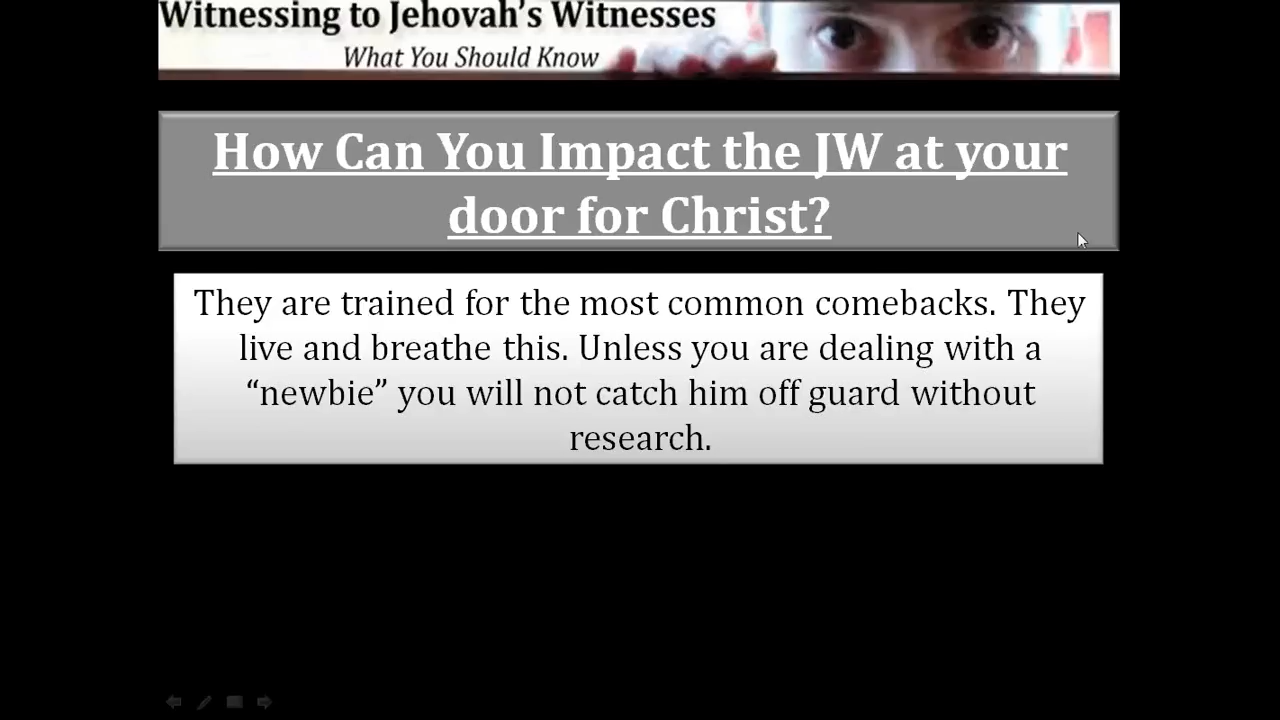 Witnessing to Jehovah’s Witnesses
What You Should Know
How Can You Impact the JW at your
door for Christ?
They are trained for the most common comebacks. They
live and breathe this. Unless you are dealing with a
“newbie” you will not catch him off guard without
research.